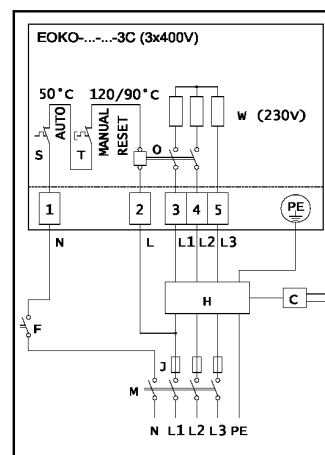 EOKO-...-...-3C (3x400V)
50°C 120/90°C
AUTO
MANUAL
RESET
W (230V)
S T O
1 2 3 4 5 PE
N L L1 L2 L3
H C
F
J
M
N L1 L2 L3 PE